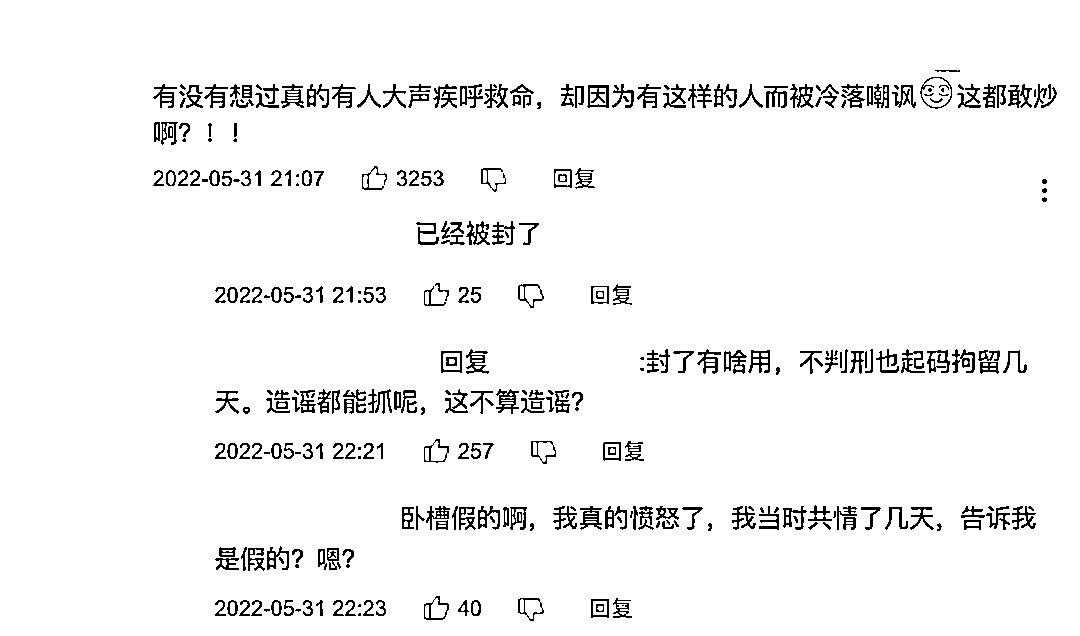 有没有想过真的有人大声疾呼救命，却因为有这样的人而被冷落嘲讽😅这都敢炒
啊？！！
2022-05-31 21:07 3253 回复
已经被封了
2022-05-31 21:53 25 回复
回复 :封了有啥用，不判刑也起码拘留几
天。造谣都能抓呢，这不算造谣？
2022-05-31 22:21 257 回复
卧槽假的啊，我真的愤怒了，我当时共情了几天，告诉我
是假的？嗯？
2022-05-31 22:23 40 回复